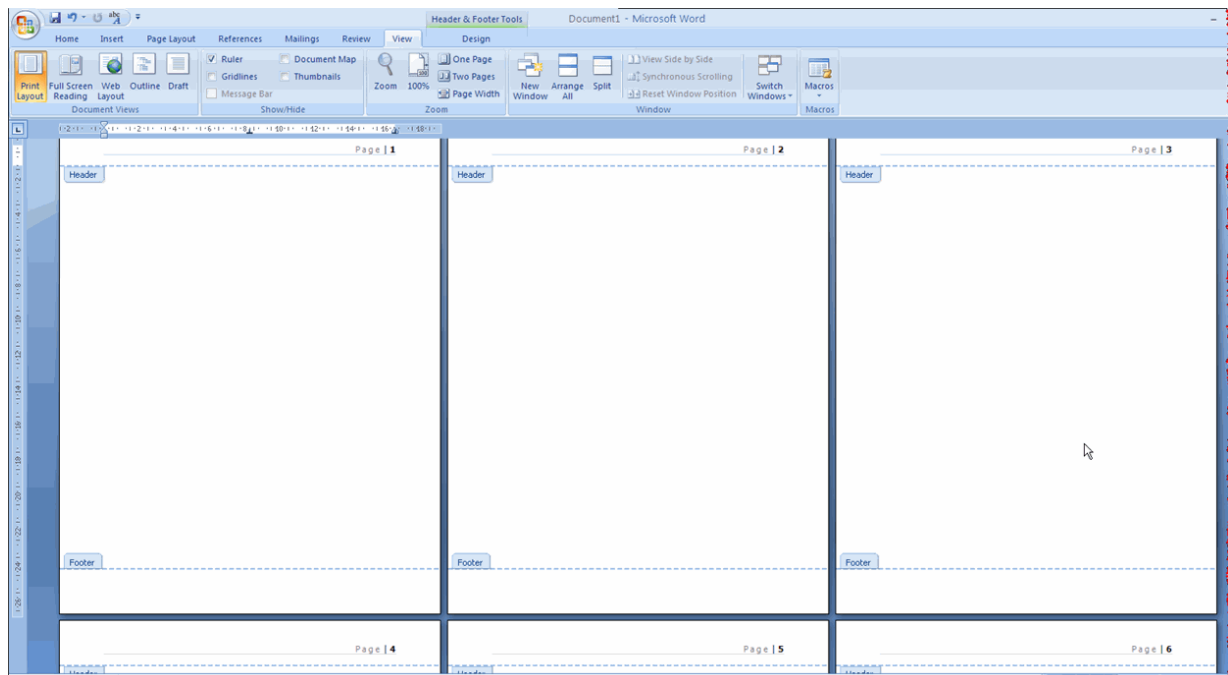 Header & Footer Tools Document1 - Microsoft Word
Home Insert Page Layout References Mailings Review View Design
Print Layout
Full Screen Reading
Web Layout
Outline
Draft
Document Views
Ruler
Gridlines
Message Bar
Document Map
Thumbnails
Show/Hide
Zoom
100%
One Page
Two Pages
Page Width
Zoom
New Window
Arrange All
Split
View Side by Side
Synchronous Scrolling
Reset Window Position
Window
Switch Windows
Macros
Macros
Page | 1
Header
Page | 2
Header
Page | 3
Header
Footer
Footer
Footer
Page | 4
Page | 5
Page | 6
Header
Header
Header